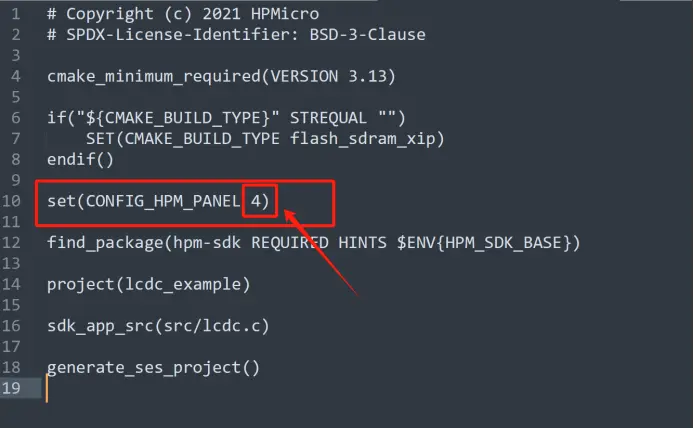 1 # Copyright (c) 2021 HPMicro
2 # SPDX-License-Identifier: BSD-3-Clause
3
4 cmake_minimum_required(VERSION 3.13)
5
6 if("${CMAKE_BUILD_TYPE}" STREQUAL "")
7     SET(CMAKE_BUILD_TYPE flash_sdram_xip)
8 endif()
9
10 set(CONFIG_HPM_PANEL 4)
11
12 find_package(hpm-sdk REQUIRED HINTS $ENV{HPM_SDK_BASE})
13
14 project(lcdc_example)
15
16 sdk_app_src(src/lcdc.c)
17
18 generate_ses_project()
19